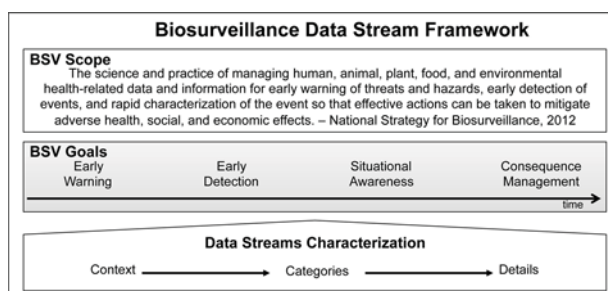 Biosurveillance Data Stream Framework
BSV Scope
The science and practice of managing human, animal, plant, food, and environmental
health-related data and information for early warning of threats and hazards, early detection of
events, and rapid characterization of the event so that effective actions can be taken to mitigate
adverse health, social, and economic effects. – National Strategy for Biosurveillance, 2012
BSV Goals
Early Warning
Early Detection
Situational Awareness
Consequence Management
time
Data Streams Characterization
Context Categories Details